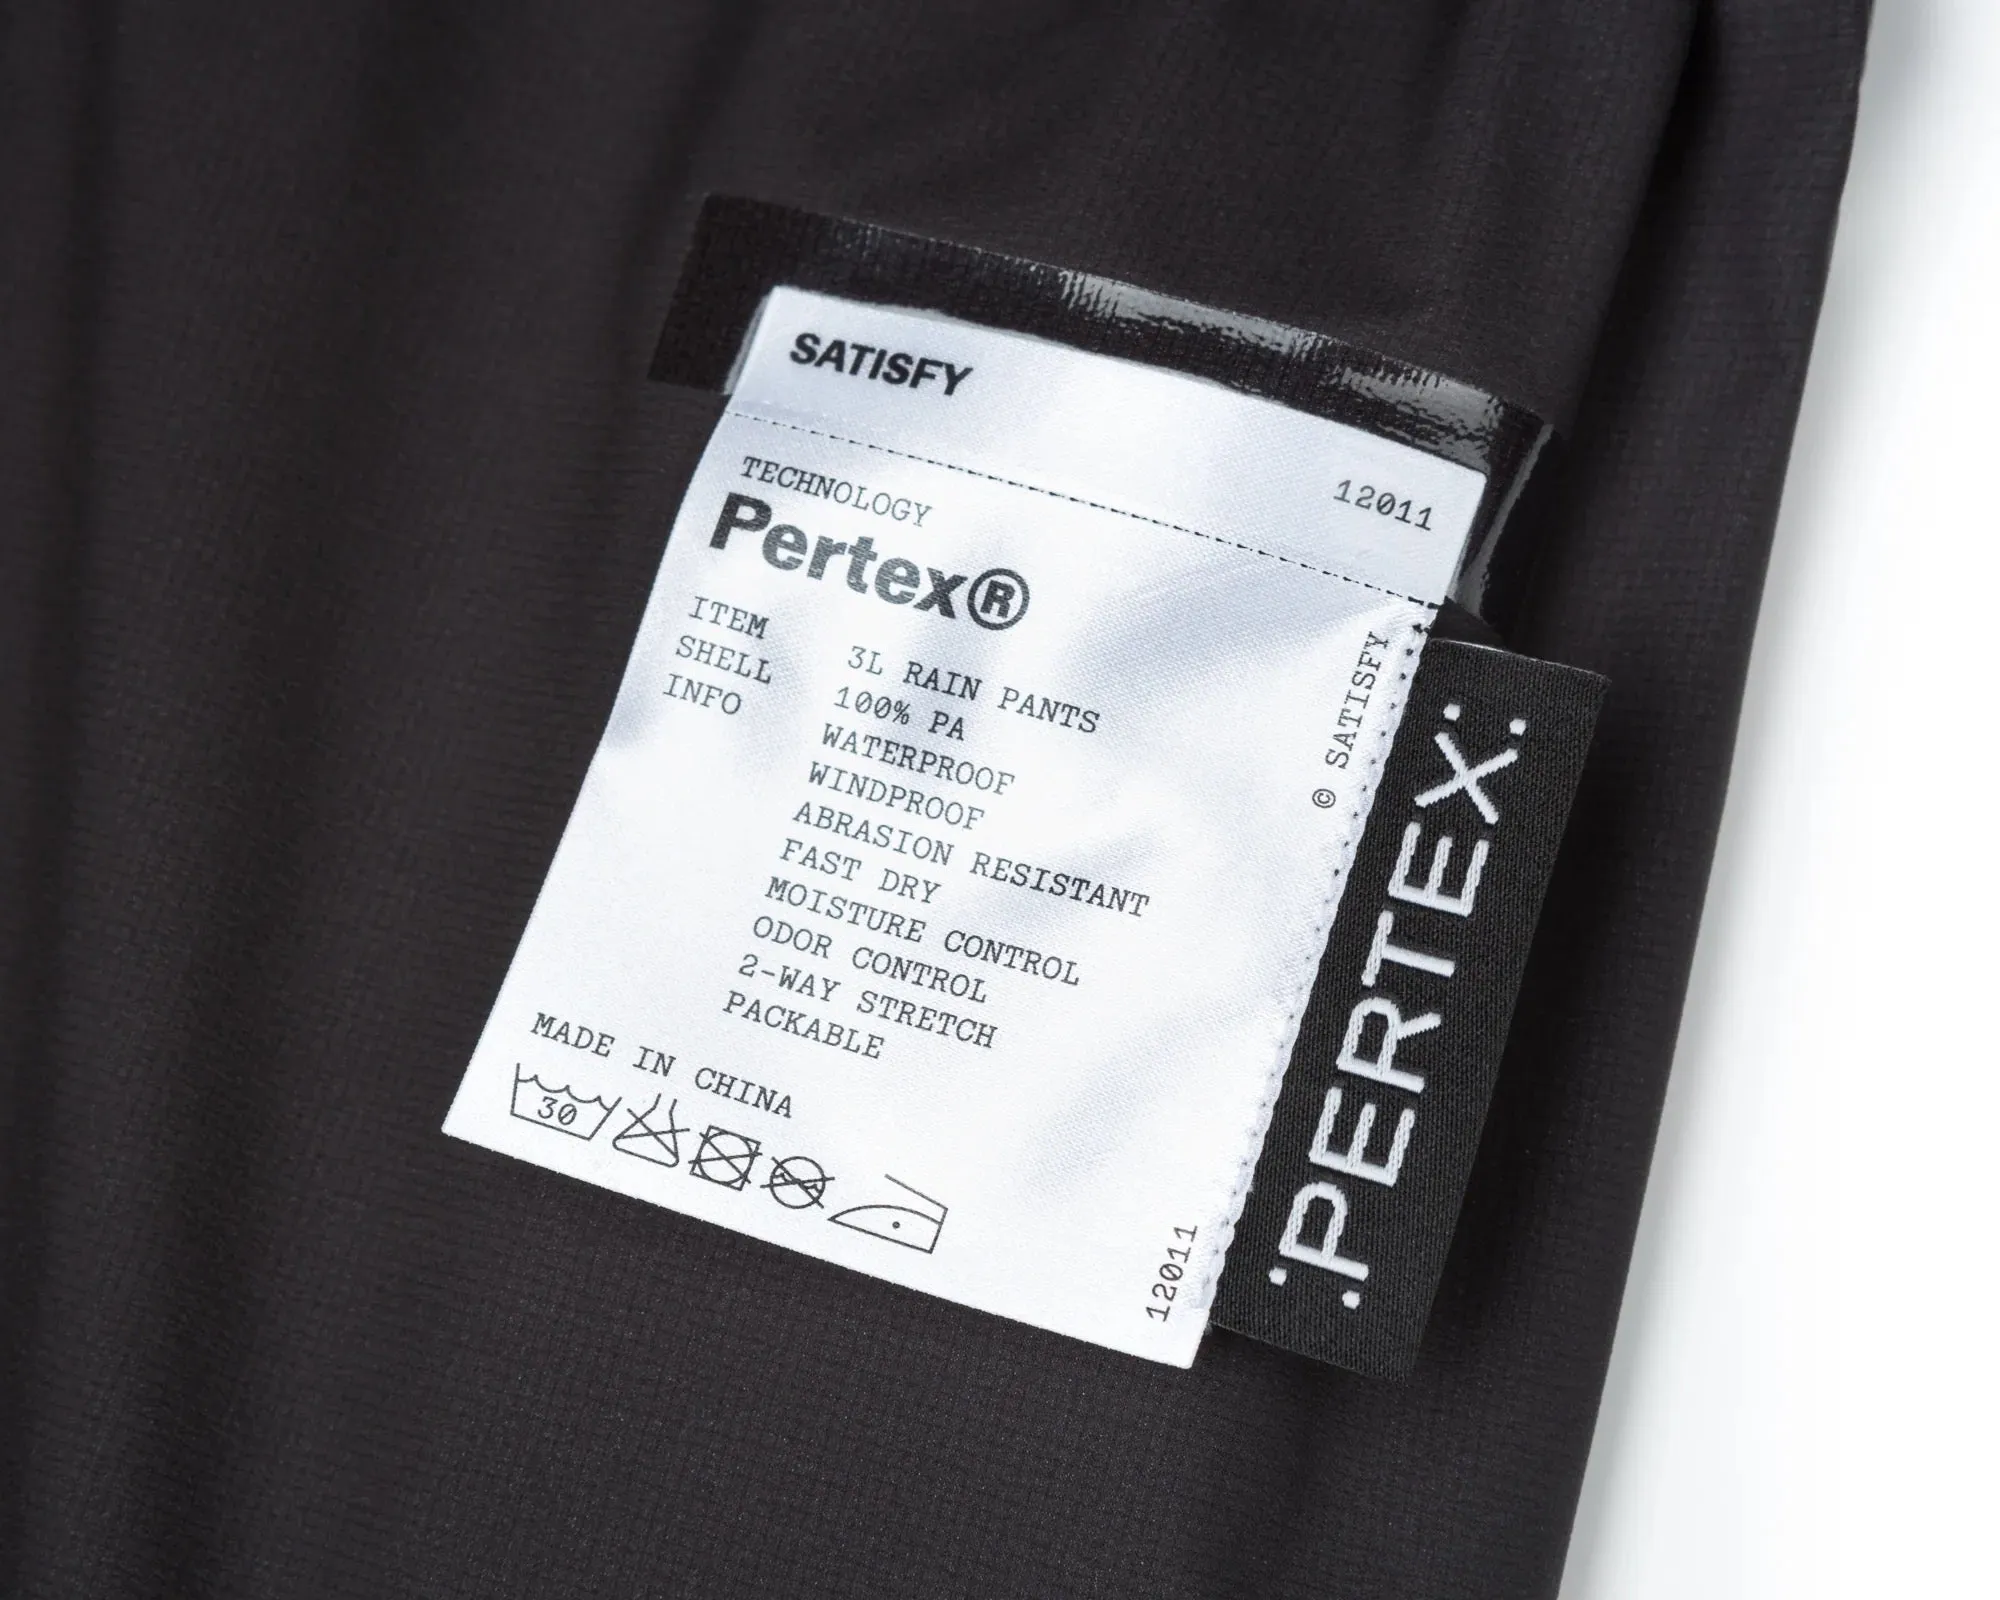 SATISFY
12011
TECHNOLOGY
Pertex®
ITEM 3L RAIN PANTS
SHELL 100% PA
INFO WATERPROOF
WINDPROOF
ABRASION RESISTANT
FAST DRY
MOISTURE CONTROL
ODOR CONTROL
2-WAY STRETCH
PACKABLE
MADE IN CHINA
30
© SATISFY
12011
:PERTEX: